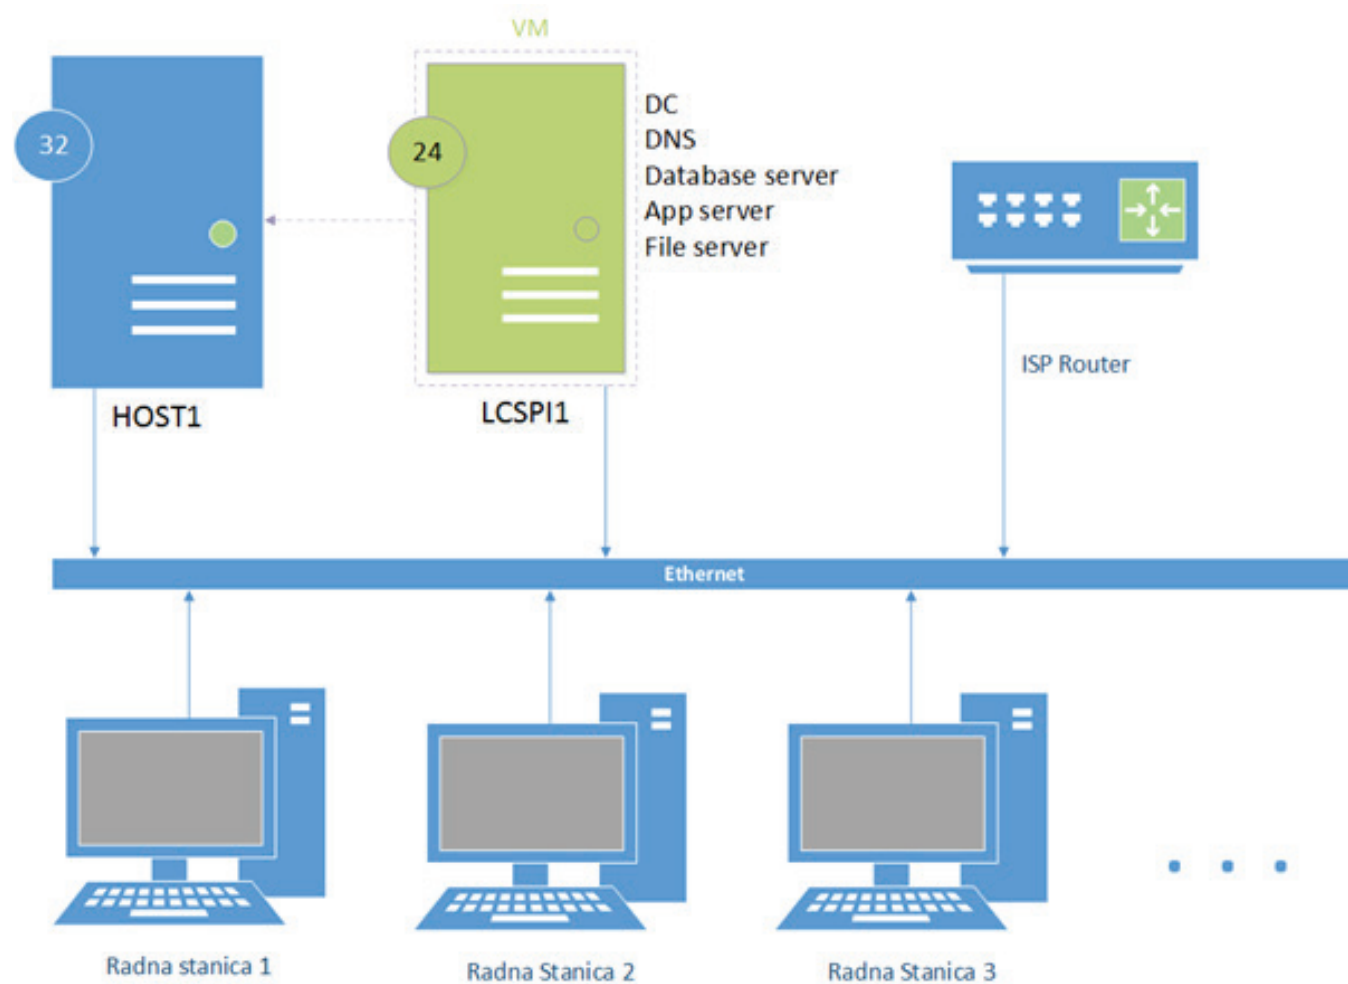 VM
32
24
DC
DNS
Database server
App server
File server
HOST1
LCSPI1
ISP Router
Ethernet
Radna stanica 1
Radna Stanica 2
Radna Stanica 3